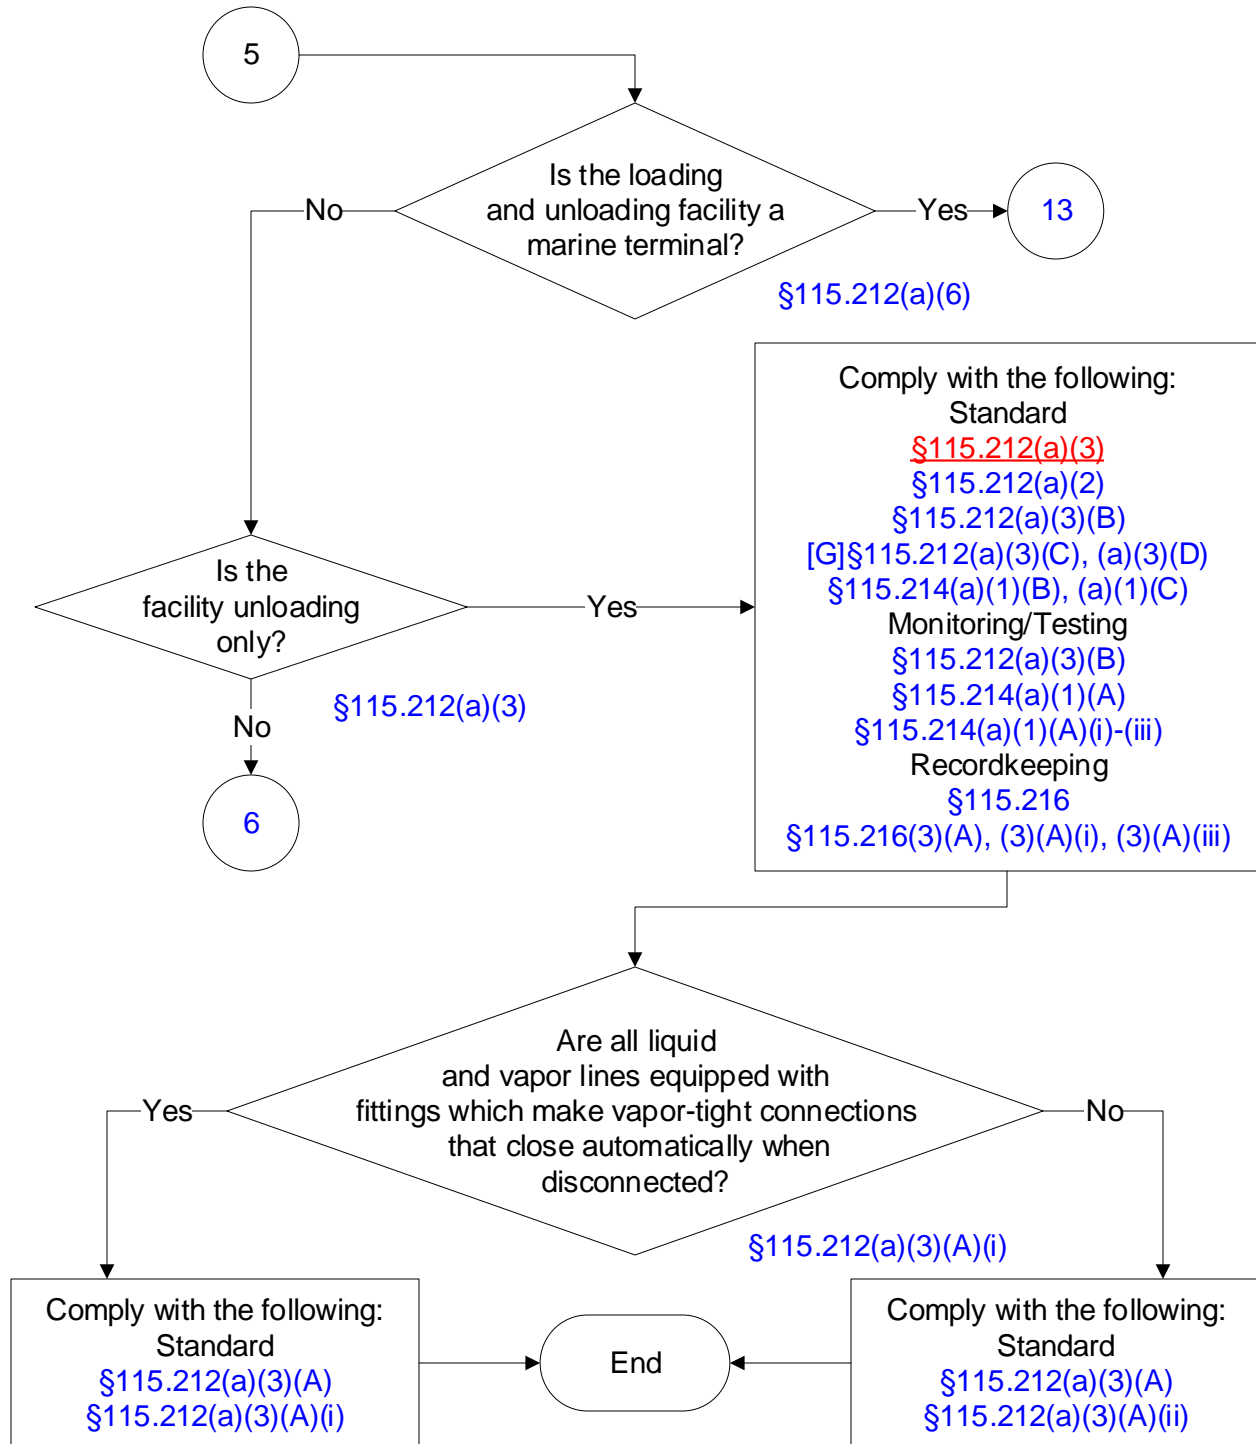 5
Is the loading
and unloading facility a
marine terminal?
No
Yes
13
§115.212(a)(6)
Comply with the following:
Standard
§115.212(a)(3)
§115.212(a)(2)
§115.212(a)(3)(B)
[G]§115.212(a)(3)(C), (a)(3)(D)
§115.214(a)(1)(B), (a)(1)(C)
Monitoring/Testing
§115.212(a)(3)(B)
§115.214(a)(1)(A)
§115.214(a)(1)(A)(i)-(iii)
Recordkeeping
§115.216
§115.216(3)(A), (3)(A)(i), (3)(A)(iii)
Is the
facility unloading
only?
Yes
§115.212(a)(3)
No
6
Are all liquid
and vapor lines equipped with
fittings which make vapor-tight connections
that close automatically when
disconnected?
Yes
No
§115.212(a)(3)(A)(i)
Comply with the following:
Standard
§115.212(a)(3)(A)
§115.212(a)(3)(A)(i)
End
Comply with the following:
Standard
§115.212(a)(3)(A)
§115.212(a)(3)(A)(ii)